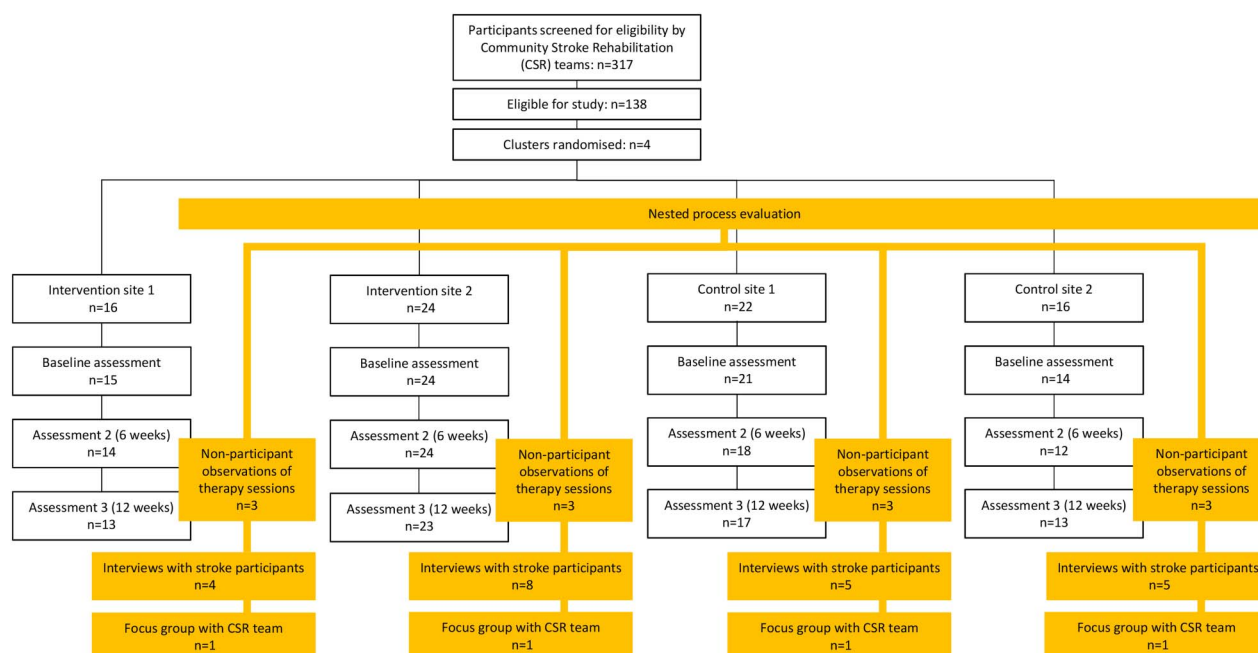 Participants screened for eligibility by
Community Stroke Rehabilitation
(CSR) teams: n=317
Eligible for study: n=138
Clusters randomised: n=4
Nested process evaluation
Intervention site 1
n=16
Baseline assessment
n=15
Assessment 2 (6 weeks)
n=14
Assessment 3 (12 weeks)
n=13
Non-participant
observations of
therapy sessions
n=3
Interviews with stroke participants
n=4
Focus group with CSR team
n=1
Intervention site 2
n=24
Baseline assessment
n=24
Assessment 2 (6 weeks)
n=24
Assessment 3 (12 weeks)
n=23
Non-participant
observations of
therapy sessions
n=3
Interviews with stroke participants
n=8
Focus group with CSR team
n=1
Control site 1
n=22
Baseline assessment
n=21
Assessment 2 (6 weeks)
n=18
Assessment 3 (12 weeks)
n=17
Non-participant
observations of
therapy sessions
n=3
Interviews with stroke participants
n=5
Focus group with CSR team
n=1
Control site 2
n=16
Baseline assessment
n=14
Assessment 2 (6 weeks)
n=12
Assessment 3 (12 weeks)
n=13
Non-participant
observations of
therapy sessions
n=3
Interviews with stroke participants
n=5
Focus group with CSR team
n=1